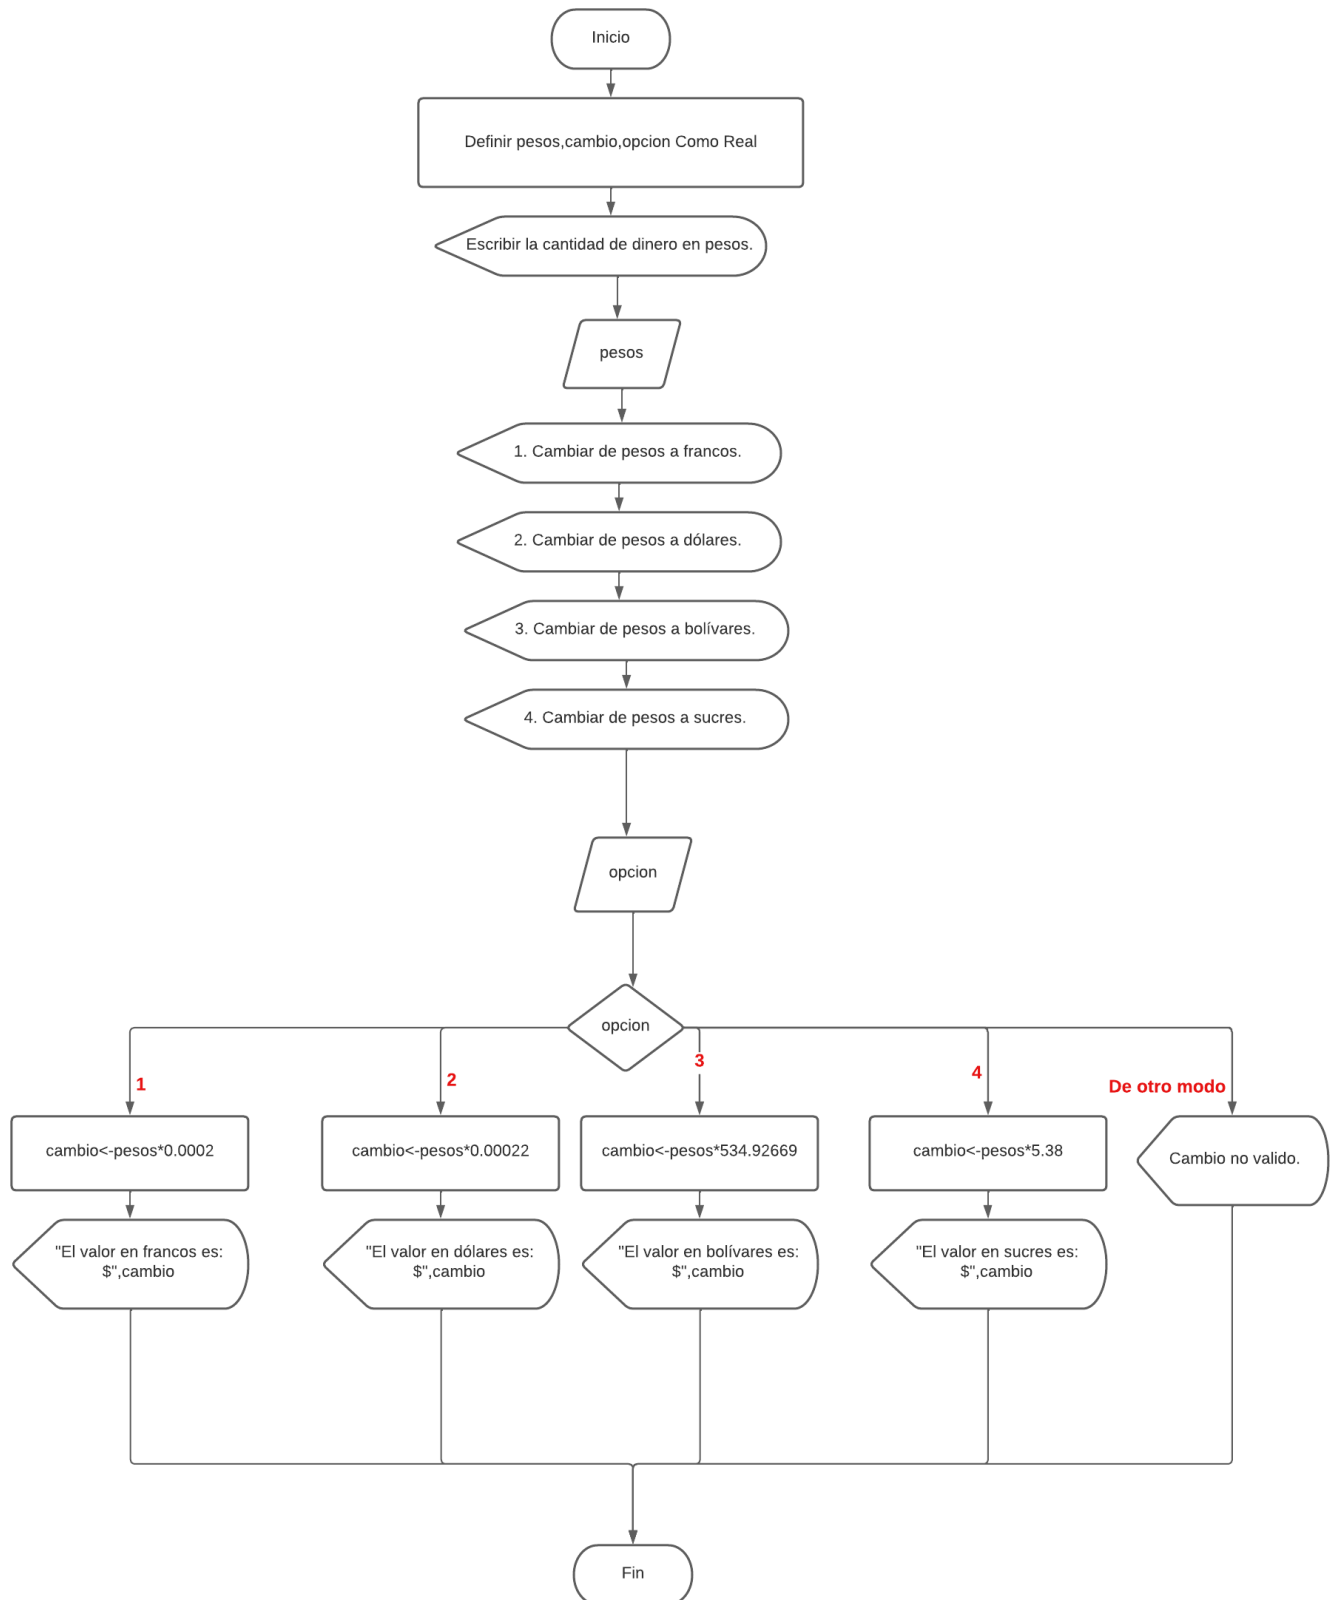 Inicio
Definir pesos,cambio,opcion Como Real
Escribir la cantidad de dinero en pesos.
pesos
1. Cambiar de pesos a francos.
2. Cambiar de pesos a dólares.
3. Cambiar de pesos a bolívares.
4. Cambiar de pesos a sucres.
opcion
opcion
1
2
3
4
De otro modo
cambio<-pesos*0.0002
cambio<-pesos*0.00022
cambio<-pesos*534.92669
cambio<-pesos*5.38
Cambio no valido.
"El valor en francos es:
$",cambio
"El valor en dólares es:
$",cambio
"El valor en bolívares es:
$",cambio
"El valor en sucres es:
$",cambio
Fin